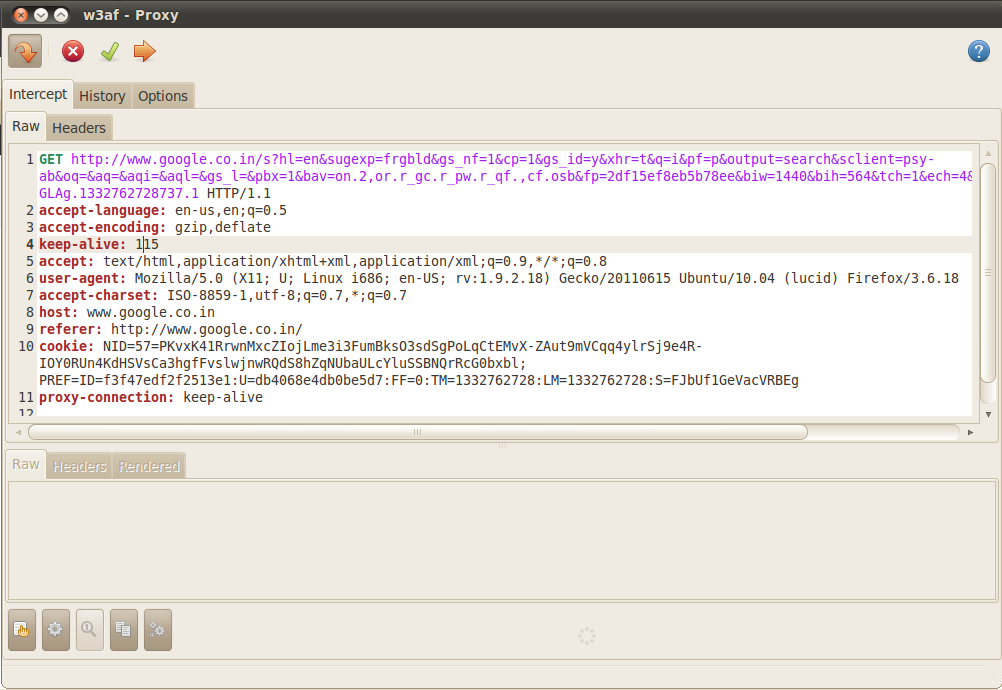 w3af - Proxy
Intercept History Options
Raw Headers
1 GET http://www.google.co.in/s?hl=en&sugexp=frgbld&gs_nf=1&cp=1&gs_id=y&xhr=t&q=i&pf=p&output=search&sclient=psy-
ab&oq=&aq=&aqi=&aql=&gs_l=&pbx=1&bav=on.2,or.r_gc.r_pw.r_qf.,cf.osb&fp=2df15ef8eb5b78ee&biw=1440&bih=564&tch=1&ech=4&
GLAg.1332762728737.1 HTTP/1.1
2 accept-language: en-us,en;q=0.5
3 accept-encoding: gzip,deflate
4 keep-alive: 115
5 accept: text/html,application/xhtml+xml,application/xml;q=0.9,*/*;q=0.8
6 user-agent: Mozilla/5.0 (X11; U; Linux i686; en-US; rv:1.9.2.18) Gecko/20110615 Ubuntu/10.04 (lucid) Firefox/3.6.18
7 accept-charset: ISO-8859-1,utf-8;q=0.7,*;q=0.7
8 host: www.google.co.in
9 referer: http://www.google.co.in/
10 cookie: NID=57=PKvxK41RrwnMxcZIojLme3i3FumBksO3sdSgPoLqCtEMvX-ZAut9mVCqq4ylrSj9e4R-
IOY0RUn4KdHSVsCa3hgfFvslwjnwRQdS8hZqNUbaULcYluSSBNQrRcG0bxbl;
PREF=ID=f3f47edf2f2513e1:U=db4068e4db0be5d7:FF=0:TM=1332762728:LM=1332762728:S=FJbUf1GeVacVRBEg
11 proxy-connection: keep-alive
12
Raw Headers Rendered